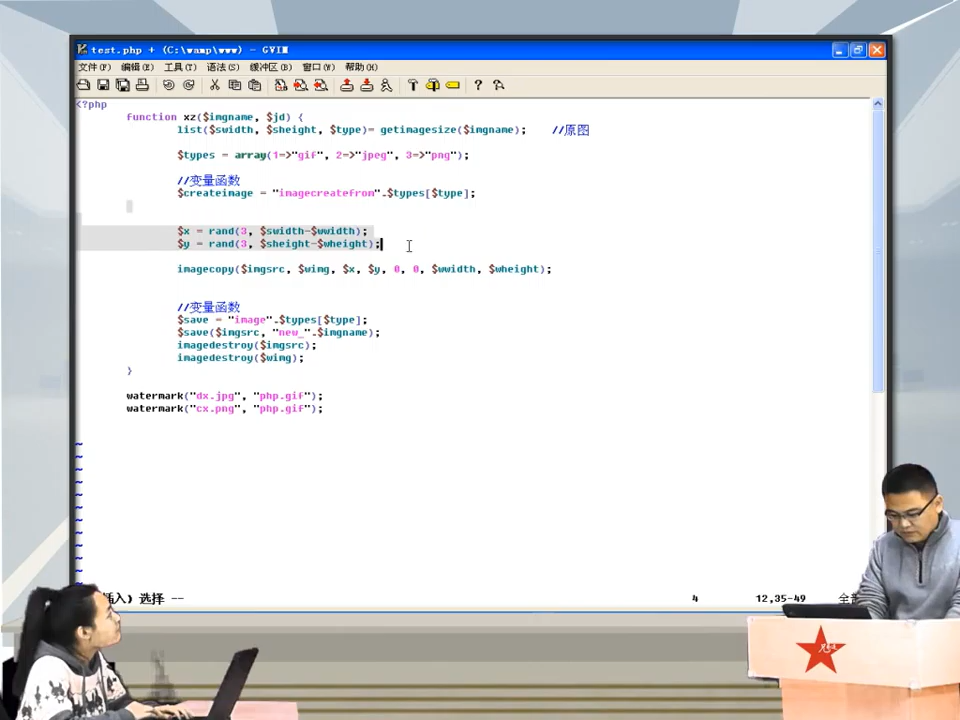 test.php + (C:\wamp\www) - GVIM
文件(F) 编辑(E) 工具(T) 语法(S) 缓冲区(B) 窗口(W) 帮助(H)
<?php
function xz($imgname, $jd) {
list($swidth, $sheight, $type)= getimagesize($imgname); //原图
$types = array(1=>"gif", 2=>"jpeg", 3=>"png");
//变量函数
$createimage = "imagecreatefrom".$types[$type];
$x = rand(3, $swidth-$wwidth);
$y = rand(3, $sheight-$wheight);
imagecopy($imgsrc, $wimg, $x, $y, 0, 0, $wwidth, $wheight);
//变量函数
$save = "image".$types[$type];
$save($imgsrc, "new_".$imgname);
imagedestroy($imgsrc);
imagedestroy($wimg);
}
watermark("dx.jpg", "php.gif");
watermark("cx.png", "php.gif");
~
~
~
~
~
~
~
~
~
~
~
插入) 选择 -- 4 12,35-49 全